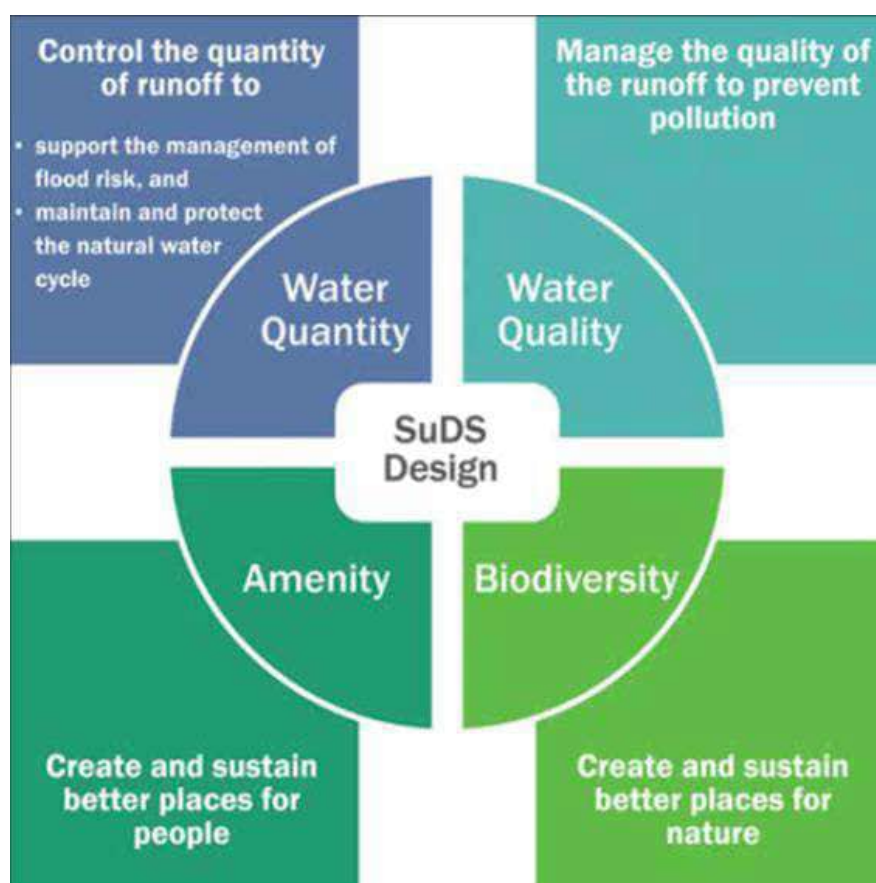 Control the quantity
of runoff to
• support the management of
flood risk, and
• maintain and protect
the natural water
cycle
Manage the quality of
the runoff to prevent
pollution
Water
Quantity
Water
Quality
SuDS
Design
Amenity
Biodiversity
Create and sustain
better places for
people
Create and sustain
better places for
nature